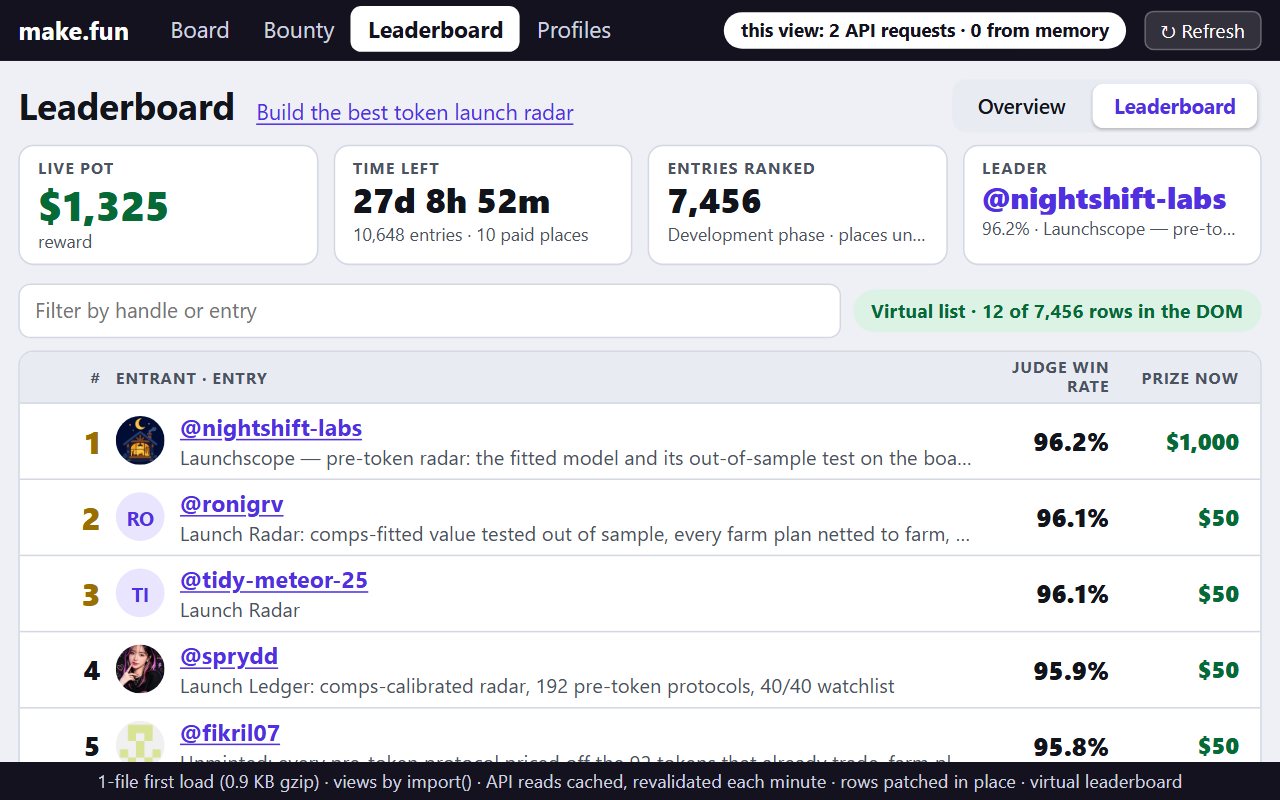 make.fun Board Bounty Leaderboard Profiles this view: 2 API requests · 0 from memory ↻ Refresh
Leaderboard Build the best token launch radar Overview Leaderboard
LIVE POT
$1,325
reward
TIME LEFT
27d 8h 52m
10,648 entries · 10 paid places
ENTRIES RANKED
7,456
Development phase · places un…
LEADER
@nightshift-labs
96.2% · Launchscope — pre-to…
Filter by handle or entry
Virtual list · 12 of 7,456 rows in the DOM
# ENTRANT · ENTRY JUDGE WIN RATE PRIZE NOW
1 @nightshift-labs 96.2% $1,000
Launchscope — pre-token radar: the fitted model and its out-of-sample test on the boa…
2 RO @ronigrv 96.1% $50
Launch Radar: comps-fitted value tested out of sample, every farm plan netted to farm, …
3 TI @tidy-meteor-25 96.1% $50
Launch Radar
4 @sprydd 95.9% $50
Launch Ledger: comps-calibrated radar, 192 pre-token protocols, 40/40 watchlist
5 @fikril07 95.8% $50
1-file first load (0.9 KB gzip) · views by import() · API reads cached, revalidated each minute · rows patched in place · virtual leaderboard